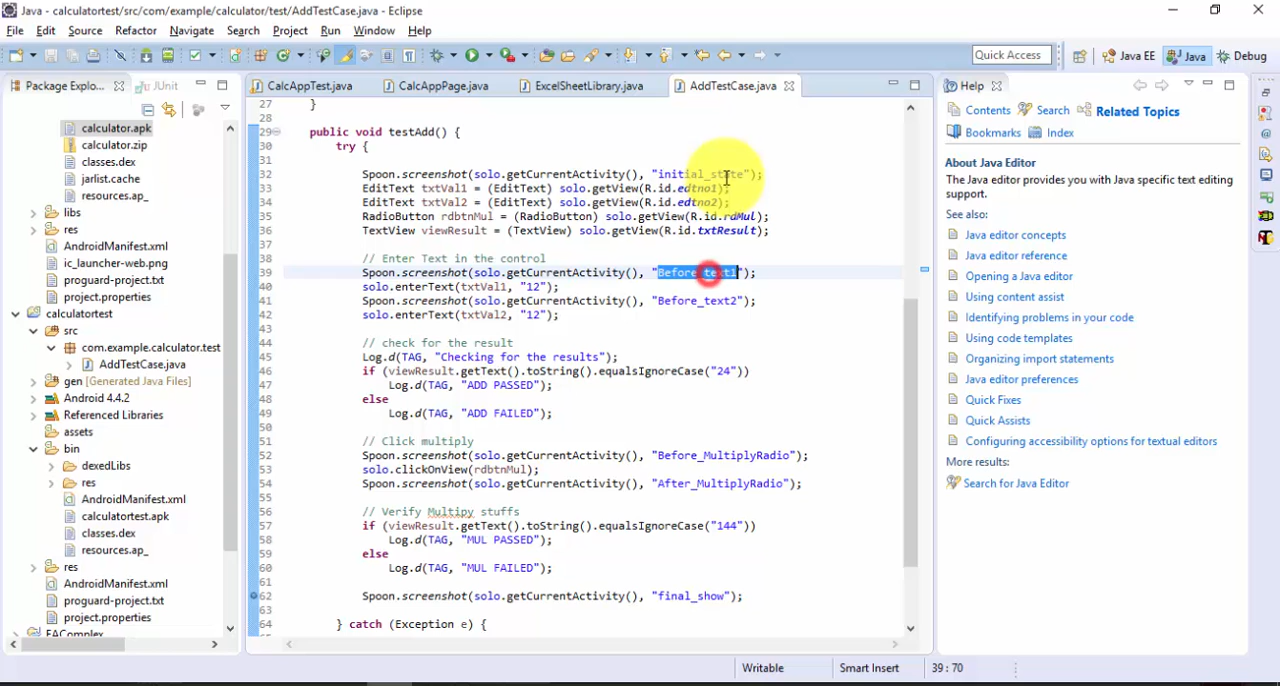 Java - calculatortest/src/com/example/calculator/test/AddTestCase.java - Eclipse
File Edit Source Refactor Navigate Search Project Run Window Help
Quick Access Java EE Java Debug
Package Explo... JUnit
CalcAppTest.java CalcAppPage.java ExcelSheetLibrary.java AddTestCase.java
Help
calculator.apk
calculator.zip
classes.dex
jarlist.cache
resources.ap_
libs
res
AndroidManifest.xml
ic_launcher-web.png
proguard-project.txt
project.properties
calculatortest
src
com.example.calculator.test
AddTestCase.java
gen [Generated Java Files]
Android 4.4.2
Referenced Libraries
assets
bin
dexedLibs
res
AndroidManifest.xml
calculatortest.apk
classes.dex
resources.ap_
res
AndroidManifest.xml
proguard-project.txt
project.properties
EAComplex
27 }
28
29 public void testAdd() {
30 try {
31
32 Spoon.screenshot(solo.getCurrentActivity(), "initial_state");
33 EditText txtVal1 = (EditText) solo.getView(R.id.edtno1);
34 EditText txtVal2 = (EditText) solo.getView(R.id.edtno2);
35 RadioButton rdbtnMul = (RadioButton) solo.getView(R.id.rdMul);
36 TextView viewResult = (TextView) solo.getView(R.id.txtResult);
37
38 // Enter Text in the control
39 Spoon.screenshot(solo.getCurrentActivity(), "Before_text1");
40 solo.enterText(txtVal1, "12");
41 Spoon.screenshot(solo.getCurrentActivity(), "Before_text2");
42 solo.enterText(txtVal2, "12");
43
44 // check for the result
45 Log.d(TAG, "Checking for the results");
46 if (viewResult.getText().toString().equalsIgnoreCase("24"))
47 Log.d(TAG, "ADD PASSED");
48 else
49 Log.d(TAG, "ADD FAILED");
50
51 // Click multiply
52 Spoon.screenshot(solo.getCurrentActivity(), "Before_MultiplyRadio");
53 solo.clickOnView(rdbtnMul);
54 Spoon.screenshot(solo.getCurrentActivity(), "After_MultiplyRadio");
55
56 // Verify Multipy stuffs
57 if (viewResult.getText().toString().equalsIgnoreCase("144"))
58 Log.d(TAG, "MUL PASSED");
59 else
60 Log.d(TAG, "MUL FAILED");
61
62 Spoon.screenshot(solo.getCurrentActivity(), "final_show");
63
64 } catch (Exception e) {
Contents Search Related Topics
Bookmarks Index
About Java Editor
The Java editor provides you with Java specific text editing
support.
See also:
Java editor concepts
Java editor reference
Opening a Java editor
Using content assist
Identifying problems in your code
Using code templates
Organizing import statements
Java editor preferences
Quick Fixes
Quick Assists
Configuring accessibility options for textual editors
More results:
Search for Java Editor
Writable Smart Insert 39 : 70